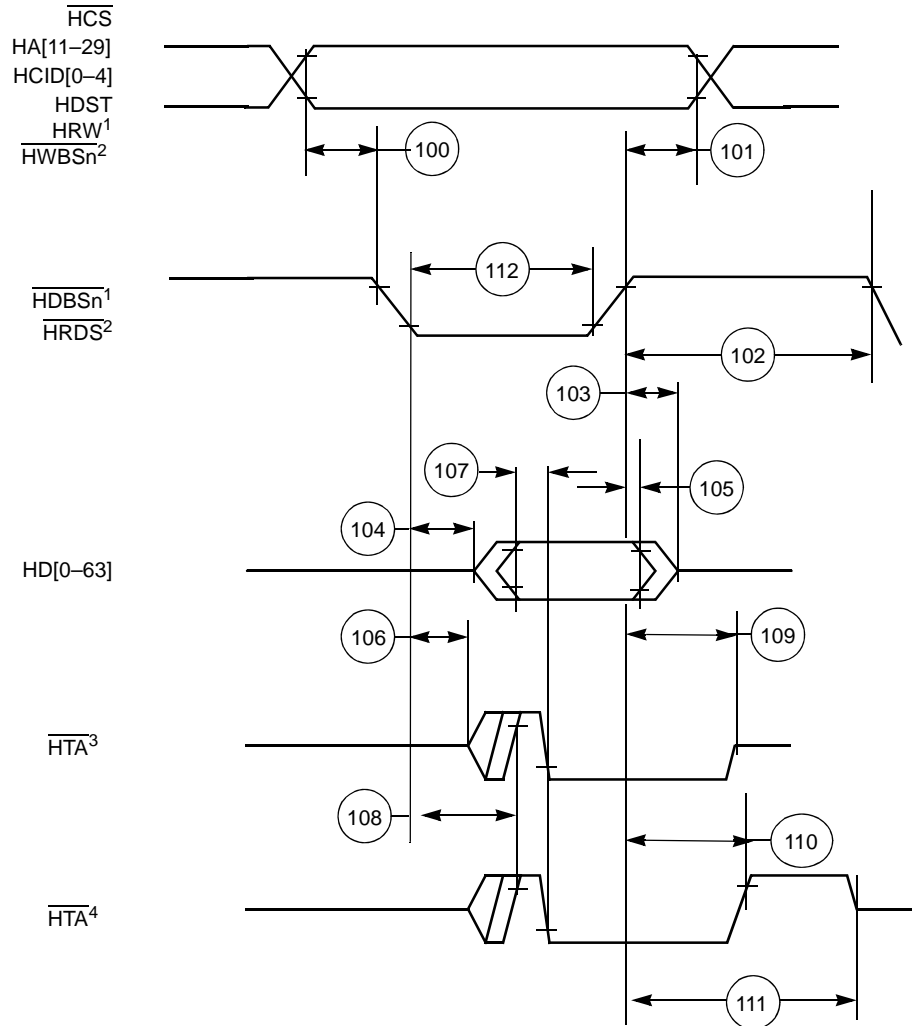 HCS
HA[11–29]
HCID[0–4]
HDST
HRW1
HWBSn2
100
101
112
HDBSn1
HRDS2
102
103
107
105
104
HD[0–63]
106
109
HTA3
108
110
HTA4
111